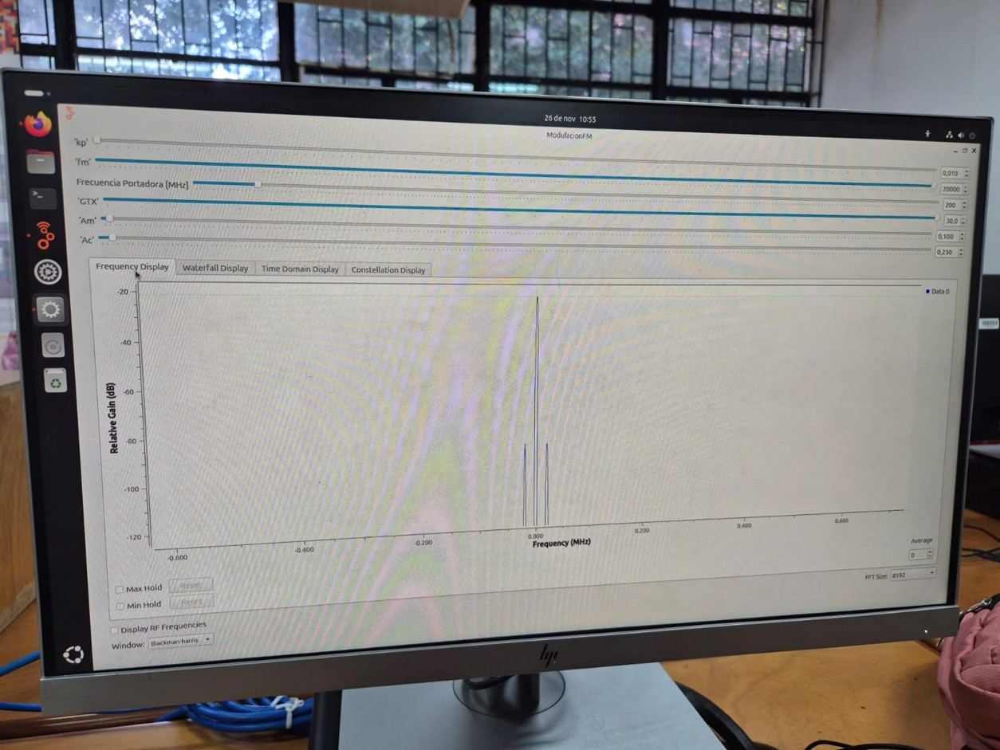 26 de nov 10:55
ModulacionFM
'kp' 0,010
'fm' 20000
Frecuencia Portadora [MHz] 200
'GTX' 30,0
'Am' 0,100
'Ac' 0,250
Frequency Display Waterfall Display Time Domain Display Constellation Display
Data 0
-20
-40
-60
-80
-100
-120
Relative Gain (dB)
-0.600 -0.400 -0.200 0.000 0.200 0.400 0.600
Frequency (MHz)
Average
0
FFT Size: 8192
Max Hold Reset
Min Hold Reset
Display RF Frequencies
Window: Blackman-harris
hp